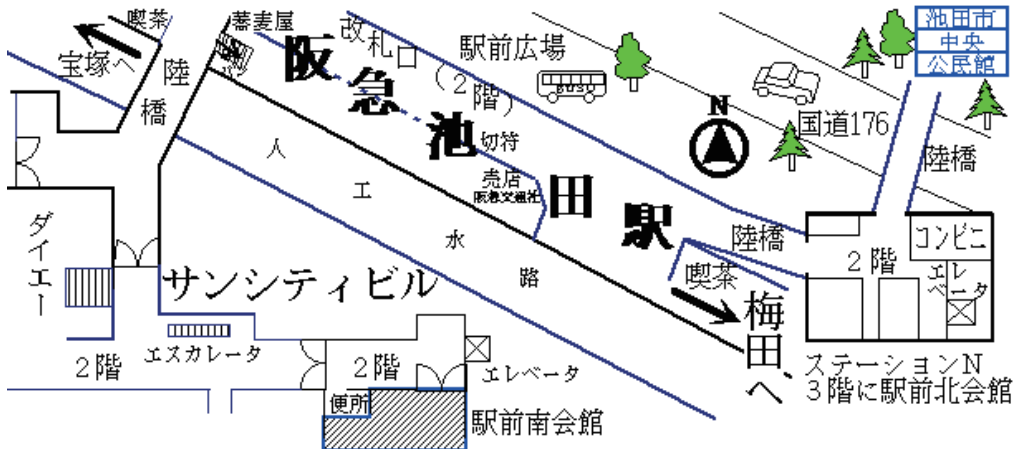 喫茶
宝塚へ
陸橋
蕎麦屋
阪急池田駅
改札口
(2階)
切符
売店
阪急交通社
駅前広場
BUSU
N
国道176
池田市
中央
公民館
陸橋
人工水路
陸橋
喫茶
梅田へ
2階
コンビニ
エレベータ
ステーションN
3階に駅前北会館
ダイエー
サンシティビル
エスカレータ
2階
2階
エレベータ
便所
駅前南会館